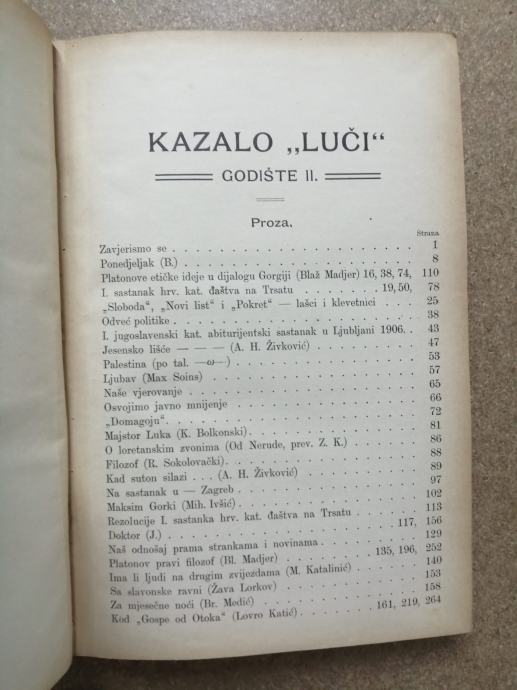 KAZALO „LUČI“
GODIŠTE II.
Proza.
Strana
Zavjerismo se . . . . . . . . . . . . . . 1
Ponedjeljak (B.) . . . . . . . . . . . . . 8
Platonove etičke ideje u dijalogu Gorgiji (Blaž Madjer) 16, 38, 74, 110
I. sastanak hrv. kat. đaštva na Trsatu . . . . . 19, 50, 78
„Sloboda“, „Novi list“ i „Pokret“ — lašci i klevetnici . . 25
Odveć politike . . . . . . . . . . . . . 38
I. jugoslavenski kat. abiturijentski sastanak u Ljubljani 1906. . 43
Jesensko lišće — — — (A. H. Živković) . . . . . 47
Palestina (po tal. —ω—) . . . . . . . . . . 53
Ljubav (Max Soins) . . . . . . . . . . . . 57
Naše vjerovanje . . . . . . . . . . . . . 65
Osvojimo javno mnijenje . . . . . . . . . . 66
„Domagoju“ . . . . . . . . . . . . . . 72
Majstor Luka (K. Bolkonski) . . . . . . . . . 81
O loretanskim zvonima (Od Nerude, prev. Z. K.) . . . . 86
Filozof (R. Sokolovački) . . . . . . . . . . 88
Kad suton silazi . . . (A. H. Živković) . . . . . 89
Na sastanak u — Zagreb . . . . . . . . . . 97
Maksim Gorki (Mih. Ivšić) . . . . . . . . . 102
Rezolucije I. sastanka hrv. kat. đaštva na Trsatu . . . 113
Doktor (J.) . . . . . . . . . . . . 117, 156
Naš odnošaj prama strankama i novinama . . . . . 129
Platonov pravi filozof (Bl. Madjer) . . . . 135, 196, 252
Ima li ljudi na drugim zvijezdama (M. Katalinić) . . . 140
Sa slavonske ravni (Žava Lorkov) . . . . . . . 153
Za mjesečne noći (Br. Medić) . . . . . . . . 158
Kod „Gospe od Otoka“ (Lovro Katić) . . . . 161, 219, 264